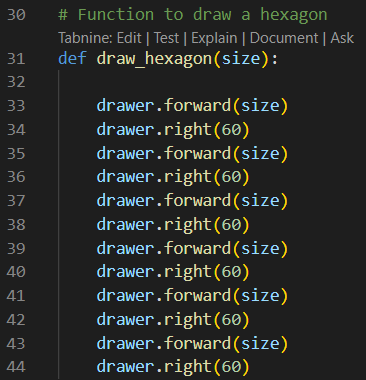 30 # Function to draw a hexagon
Tabnine: Edit | Test | Explain | Document | Ask
31 def draw_hexagon(size):
32
33 drawer.forward(size)
34 drawer.right(60)
35 drawer.forward(size)
36 drawer.right(60)
37 drawer.forward(size)
38 drawer.right(60)
39 drawer.forward(size)
40 drawer.right(60)
41 drawer.forward(size)
42 drawer.right(60)
43 drawer.forward(size)
44 drawer.right(60)